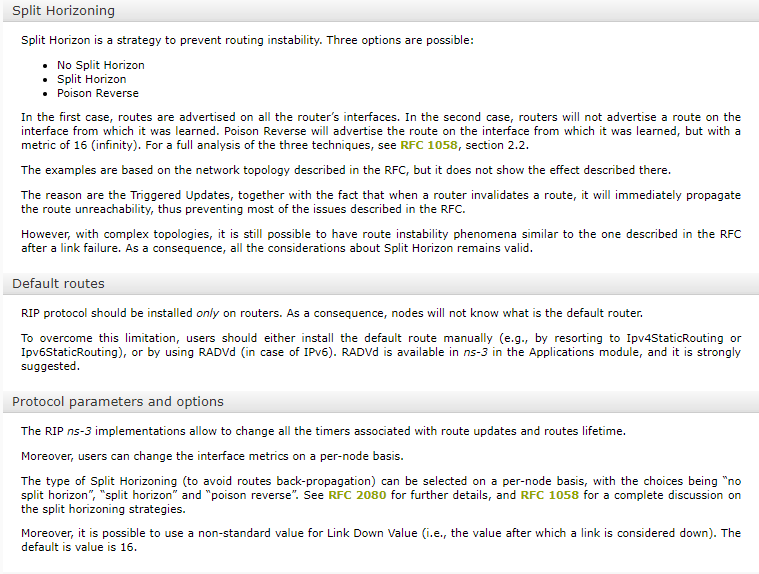 Split Horizoning
Split Horizon is a strategy to prevent routing instability. Three options are possible:
• No Split Horizon
• Split Horizon
• Poison Reverse
In the first case, routes are advertised on all the router’s interfaces. In the second case, routers will not advertise a route on the
interface from which it was learned. Poison Reverse will advertise the route on the interface from which it was learned, but with a
metric of 16 (infinity). For a full analysis of the three techniques, see RFC 1058, section 2.2.
The examples are based on the network topology described in the RFC, but it does not show the effect described there.
The reason are the Triggered Updates, together with the fact that when a router invalidates a route, it will immediately propagate
the route unreachability, thus preventing most of the issues described in the RFC.
However, with complex topologies, it is still possible to have route instability phenomena similar to the one described in the RFC
after a link failure. As a consequence, all the considerations about Split Horizon remains valid.
Default routes
RIP protocol should be installed only on routers. As a consequence, nodes will not know what is the default router.
To overcome this limitation, users should either install the default route manually (e.g., by resorting to Ipv4StaticRouting or
Ipv6StaticRouting), or by using RADVd (in case of IPv6). RADVd is available in ns-3 in the Applications module, and it is strongly
suggested.
Protocol parameters and options
The RIP ns-3 implementations allow to change all the timers associated with route updates and routes lifetime.
Moreover, users can change the interface metrics on a per-node basis.
The type of Split Horizoning (to avoid routes back-propagation) can be selected on a per-node basis, with the choices being “no
split horizon”, “split horizon” and “poison reverse”. See RFC 2080 for further details, and RFC 1058 for a complete discussion on
the split horizoning strategies.
Moreover, it is possible to use a non-standard value for Link Down Value (i.e., the value after which a link is considered down). The
default is value is 16.